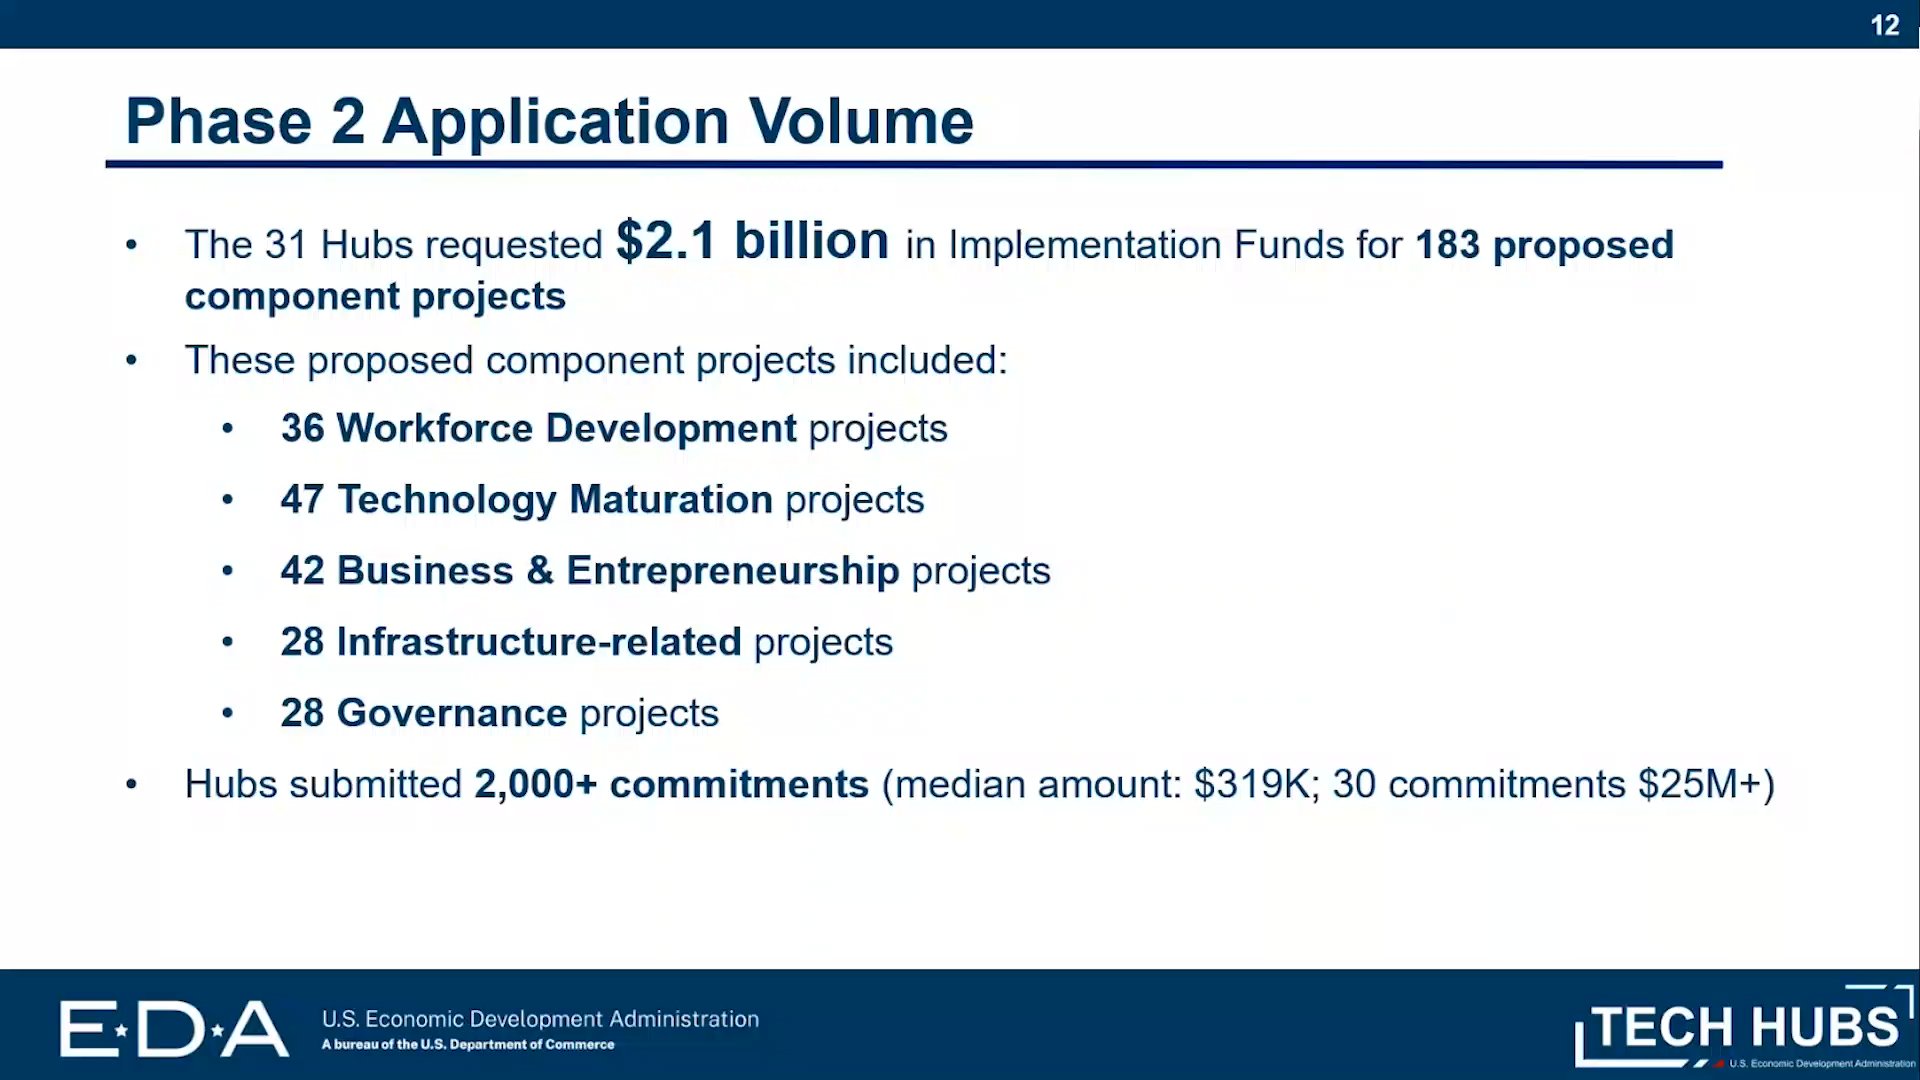 12
Phase 2 Application Volume
• The 31 Hubs requested $2.1 billion in Implementation Funds for 183 proposed
component projects
• These proposed component projects included:
• 36 Workforce Development projects
• 47 Technology Maturation projects
• 42 Business & Entrepreneurship projects
• 28 Infrastructure-related projects
• 28 Governance projects
• Hubs submitted 2,000+ commitments (median amount: $319K; 30 commitments $25M+)
E★D★A
U.S. Economic Development Administration
A bureau of the U.S. Department of Commerce
TECH HUBS
U.S. Economic Development Administration